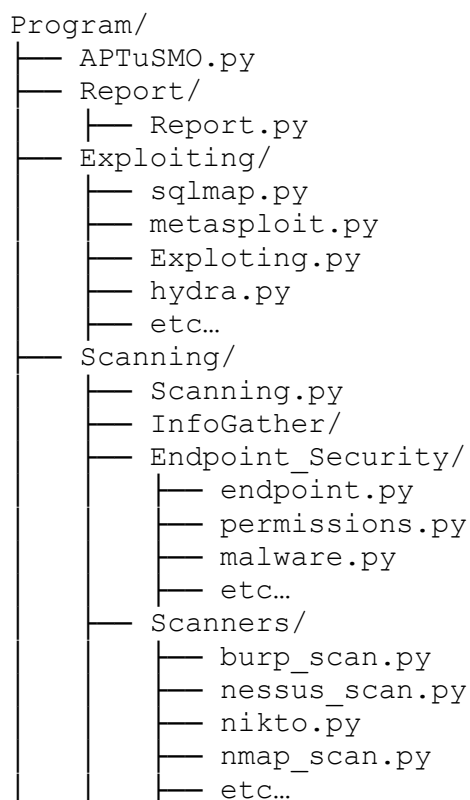 Program/
├── APTuSMO.py
├── Report/
│   ├── Report.py
├── Exploiting/
│   ├── sqlmap.py
│   ├── metasploit.py
│   ├── Exploting.py
│   ├── hydra.py
│   ├── etc…
├── Scanning/
│   ├── Scanning.py
│   ├── InfoGather/
│   ├── Endpoint_Security/
│   │   ├── endpoint.py
│   │   ├── permissions.py
│   │   ├── malware.py
│   │   ├── etc…
│   ├── Scanners/
│   │   ├── burp_scan.py
│   │   ├── nessus_scan.py
│   │   ├── nikto.py
│   │   ├── nmap_scan.py
│   │   ├── etc…